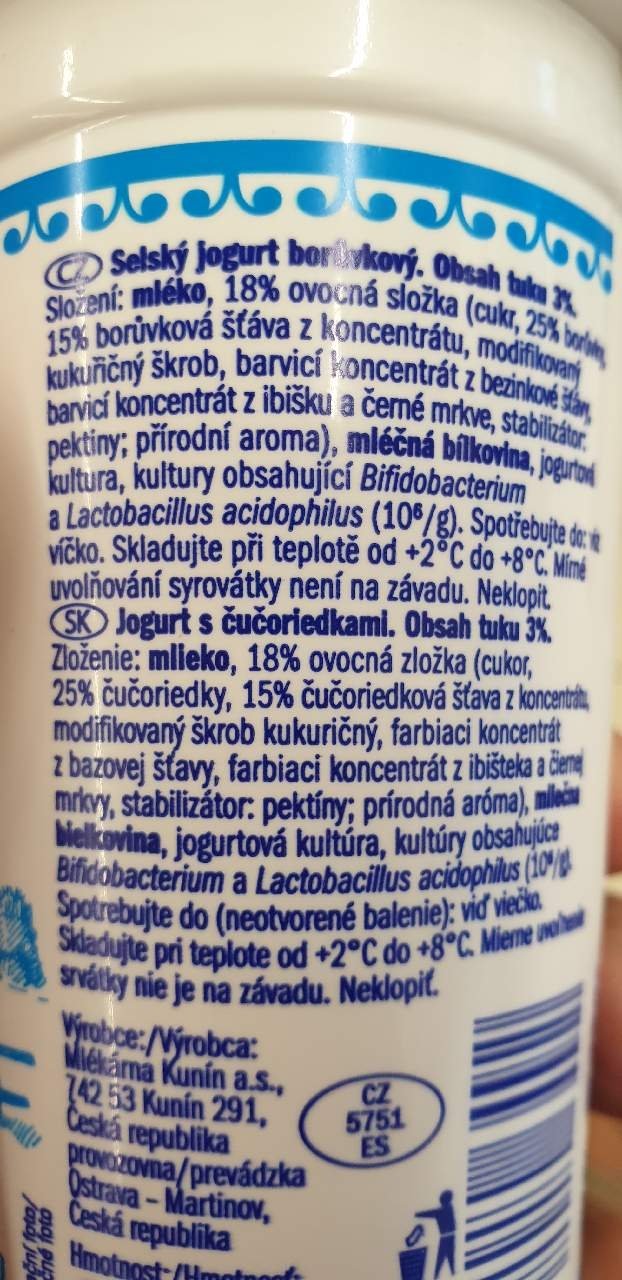 CZ Selský jogurt borůvkový. Obsah tuku 3%.
Složení: mléko, 18% ovocná složka (cukr, 25% borůvky,
15% borůvková šťáva z koncentrátu, modifikovaný
kukuřičný škrob, barvicí koncentrát z bezinkové šťávy,
barvicí koncentrát z ibišku a černé mrkve, stabilizátor:
pektiny; přírodní aroma), mléčná bílkovina, jogurtová
kultura, kultury obsahující Bifidobacterium
a Lactobacillus acidophilus (10⁶/g). Spotřebujte do: viz
víčko. Skladujte při teplotě od +2°C do +8°C. Mírné
uvolňování syrovátky není na závadu. Neklopit.
SK Jogurt s čučoriedkami. Obsah tuku 3%.
Zloženie: mlieko, 18% ovocná zložka (cukor,
25% čučoriedky, 15% čučoriedková šťava z koncentrátu,
modifikovaný škrob kukuričný, farbiaci koncentrát
z bazovej šťavy, farbiaci koncentrát z ibišteka a čiernej
mrkvy, stabilizátor: pektíny; prírodná aróma), mliečna
bielkovina, jogurtová kultúra, kultúry obsahujúce
Bifidobacterium a Lactobacillus acidophilus (10⁶/g).
Spotrebujte do (neotvorené balenie): viď viečko.
Skladujte pri teplote od +2°C do +8°C. Mierne uvoľnenie
srvátky nie je na závadu. Neklopiť.
Výrobce:/Výrobca:
Mlékárna Kunín a.s.,
742 53 Kunín 291,
Česká republika
provozovna/prevádzka
Ostrava – Martinov,
Česká republika
CZ
5751
ES
Hmotnost:/Hmotnosť: